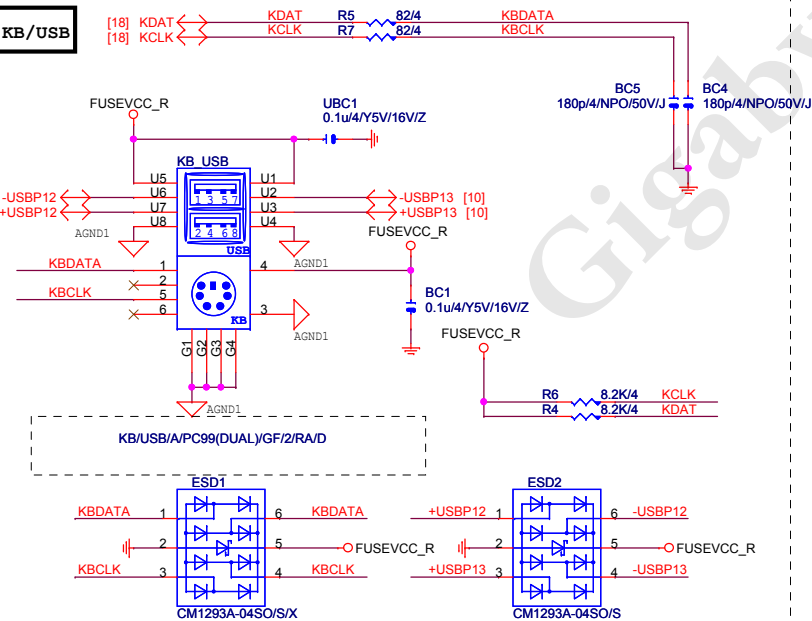 KB/USB
[18] KDAT KDAT R5 82/4 KBDATA
[18] KCLK KCLK R7 82/4 KBCLK
BC5 BC4
180p/4/NPO/50V/J 180p/4/NPO/50V/J
FUSEVCC_R UBC1
0.1u/4/Y5V/16V/Z
KB_USB
U5 U1
-USBP12 U6 1 3 5 7 U2 -USBP13 [10]
+USBP12 U7 U3 +USBP13 [10]
U8 2 4 6 8 U4
AGND1 FUSEVCC_R
USB
KBDATA 1 4 AGND1
2
KBCLK 5 BC1
6 3 0.1u/4/Y5V/16V/Z
KB
AGND1
G1 G2 G3 G4
FUSEVCC_R
R6 8.2K/4 KCLK
R4 8.2K/4 KDAT
AGND1
KB/USB/A/PC99(DUAL)/GF/2/RA/D
ESD1 ESD2
KBDATA 1 6 KBDATA +USBP12 1 6 -USBP12
2 5 FUSEVCC_R 2 5 FUSEVCC_R
KBCLK 3 4 KBCLK +USBP13 3 4 -USBP13
CM1293A-04SO/S/X CM1293A-04SO/S